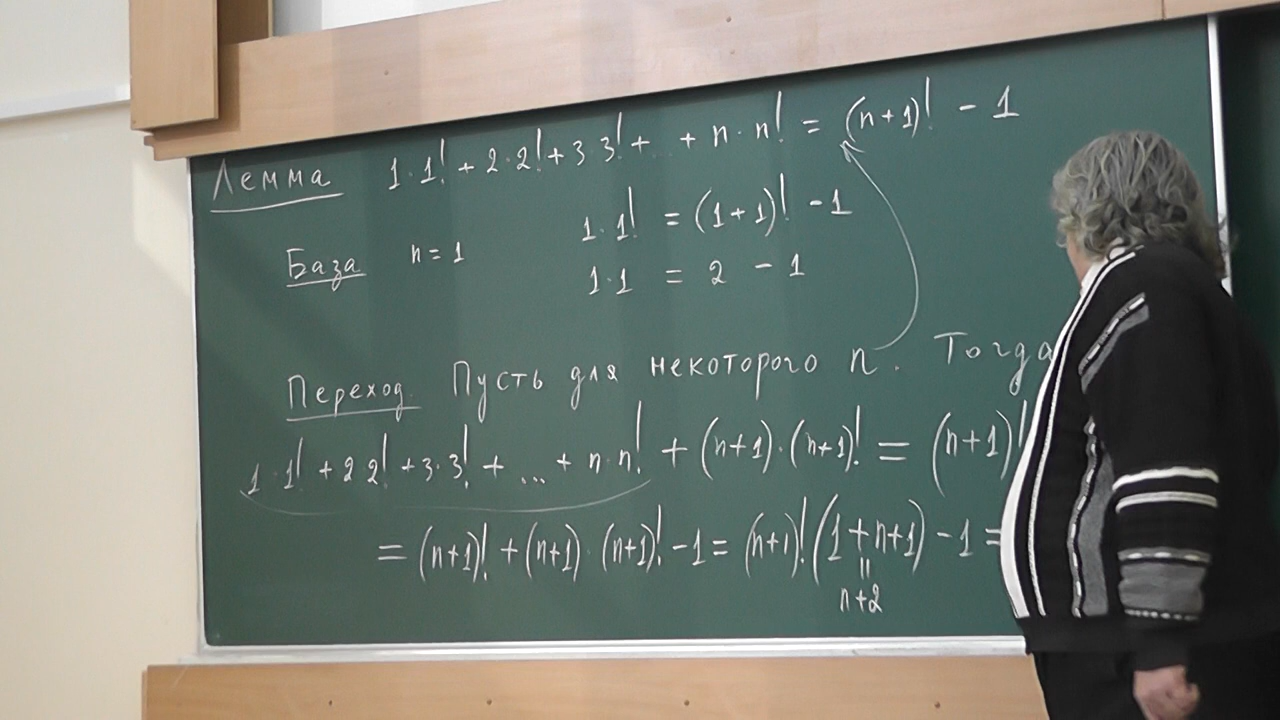 Лемма 1·1! + 2·2! + 3 3! + .. + n·n! = (n+1)! - 1
База n = 1 1·1! = (1+1)! - 1
1·1 = 2 - 1
Переход. Пусть для некоторого n. Тогда
1·1! + 2 2! + 3·3! + ... + n·n! + (n+1)·(n+1)! = (n+1)!
= (n+1)! + (n+1)·(n+1)! - 1 = (n+1)! (1+n+1) - 1 =
=
n+2